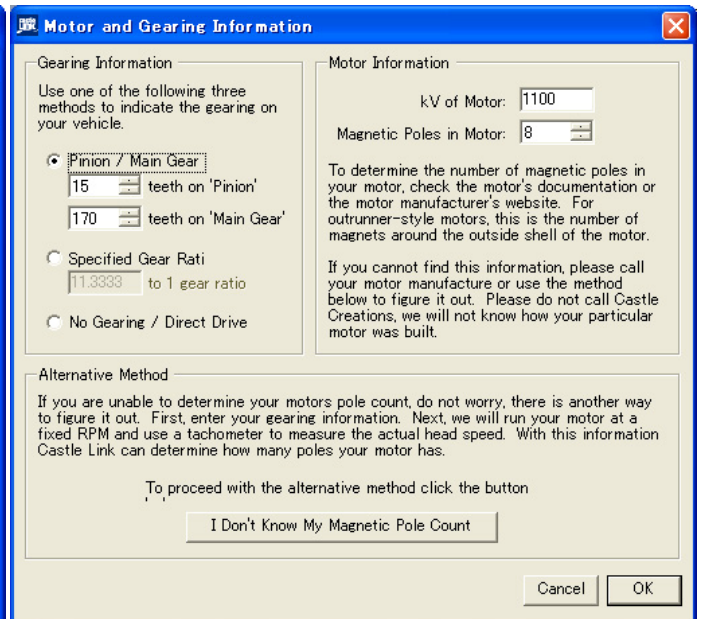 Motor and Gearing Information
Gearing Information
Use one of the following three
methods to indicate the gearing on
your vehicle.
Pinion / Main Gear
15 teeth on 'Pinion'
170 teeth on 'Main Gear'
Specified Gear Rati
11.3333 to 1 gear ratio
No Gearing / Direct Drive
Motor Information
kV of Motor: 1100
Magnetic Poles in Motor: 8
To determine the number of magnetic poles in
your motor, check the motor's documentation or
the motor manufacturer's website. For
outrunner-style motors, this is the number of
magnets around the outside shell of the motor.
If you cannot find this information, please call
your motor manufacture or use the method
below to figure it out. Please do not call Castle
Creations, we will not know how your particular
motor was built.
Alternative Method
If you are unable to determine your motors pole count, do not worry, there is another way
to figure it out. First, enter your gearing information. Next, we will run your motor at a
fixed RPM and use a tachometer to measure the actual head speed. With this information
Castle Link can determine how many poles your motor has.
To proceed with the alternative method click the button
I Don't Know My Magnetic Pole Count
Cancel
OK